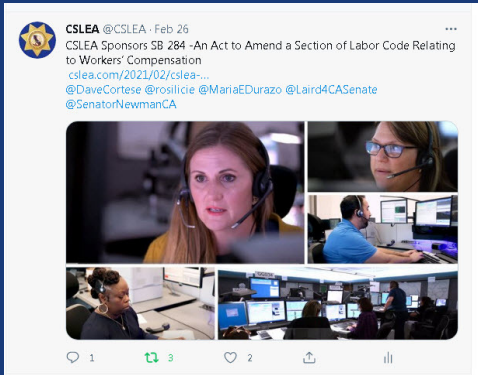 CSLEA @CSLEA · Feb 26
CSLEA Sponsors SB 284 -An Act to Amend a Section of Labor Code Relating
to Workers' Compensation
cslea.com/2021/02/cslea-...
@DaveCortese @rosilicie @MariaEDurazo @Laird4CASenate
@SenatorNewmanCA
1 3 2